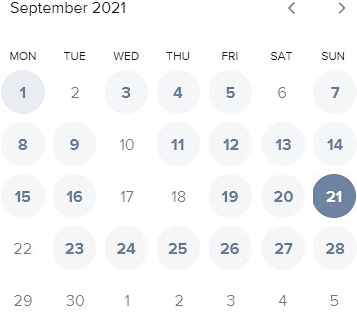 September 2021
MON TUE WED THU FRI SAT SUN
1 2 3 4 5 6 7
8 9 10 11 12 13 14
15 16 17 18 19 20 21
22 23 24 25 26 27 28
29 30 1 2 3 4 5